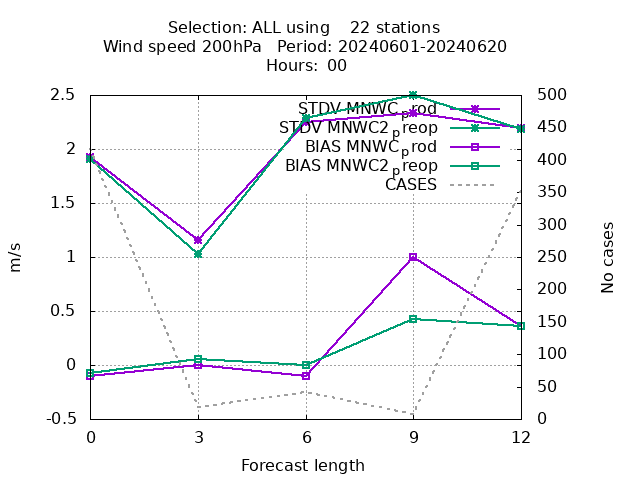 Selection: ALL using    22 stations
Wind speed 200hPa   Period: 20240601-20240620
Hours: 00
STDV MNWC_prod
STDV MNWC2_preop
BIAS MNWC_prod
BIAS MNWC2_preop
CASES
2.5
2
1.5
1
0.5
0
-0.5
500
450
400
350
300
250
200
150
100
50
0
m/s
No cases
0 3 6 9 12
Forecast length